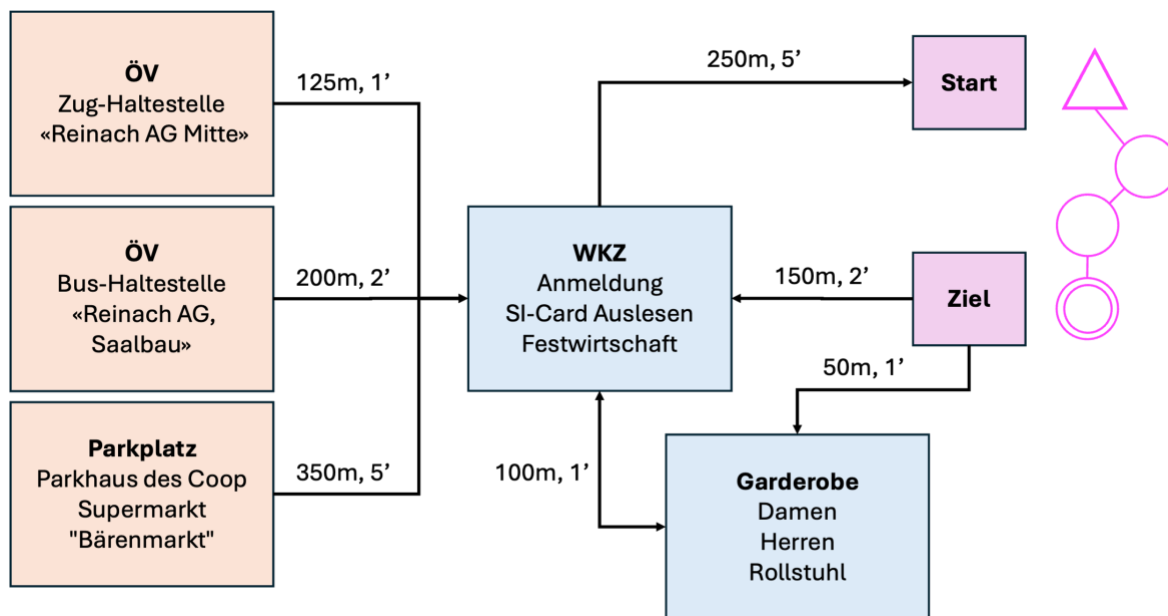 ÖV
Zug-Haltestelle
«Reinach AG Mitte»
125m, 1’
250m, 5’
Start
ÖV
Bus-Haltestelle
«Reinach AG,
Saalbau»
200m, 2’
WKZ
Anmeldung
SI-Card Auslesen
Festwirtschaft
150m, 2’
Ziel
50m, 1’
Parkplatz
Parkhaus des Coop
Supermarkt
"Bärenmarkt"
350m, 5’
100m, 1’
Garderobe
Damen
Herren
Rollstuhl